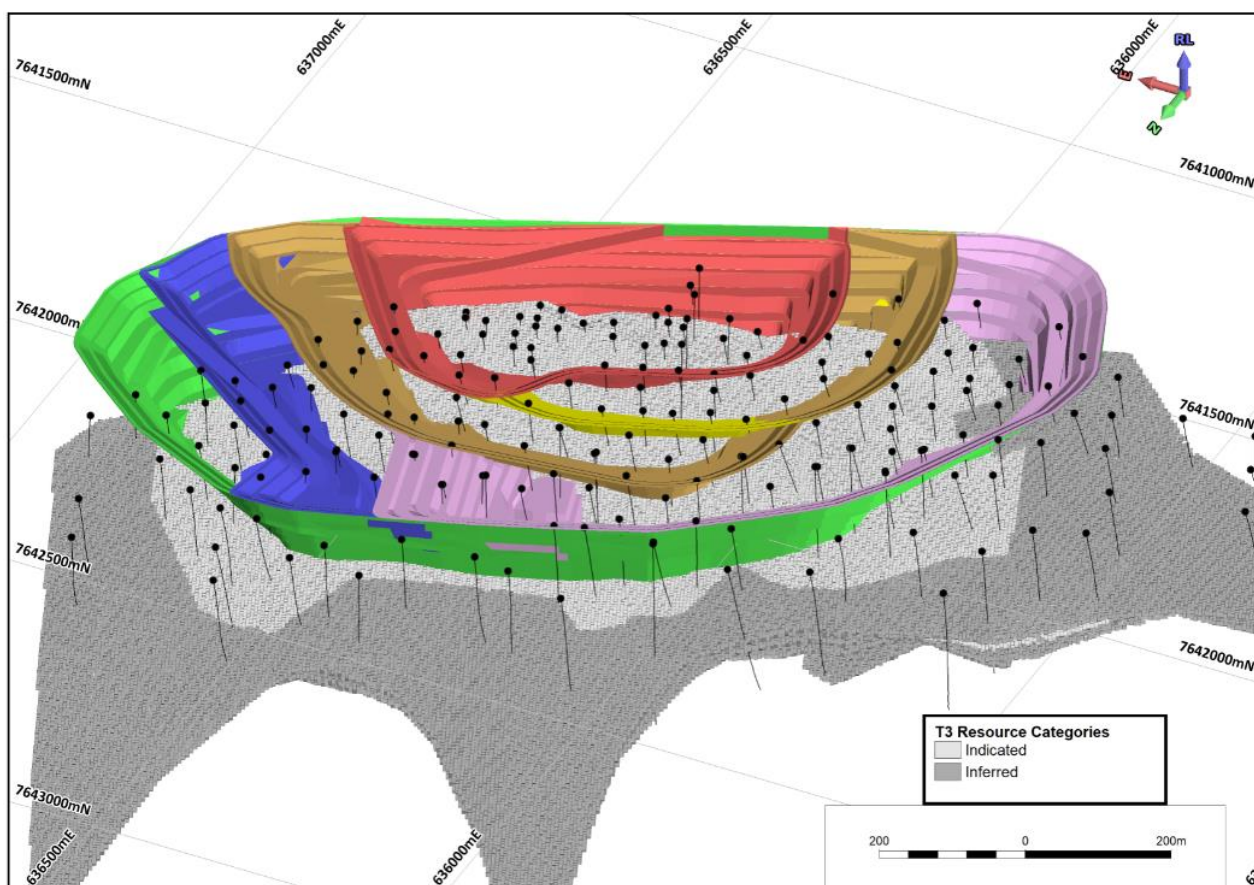 637000mE
636500mE
636000mE
RL
E
N
7641500mN
7641000mN
7642000mN
7641500mN
7642500mN
7642000mN
7643000mN
636500mE
636000mE
T3 Resource Categories
Indicated
Inferred
200 0 200m